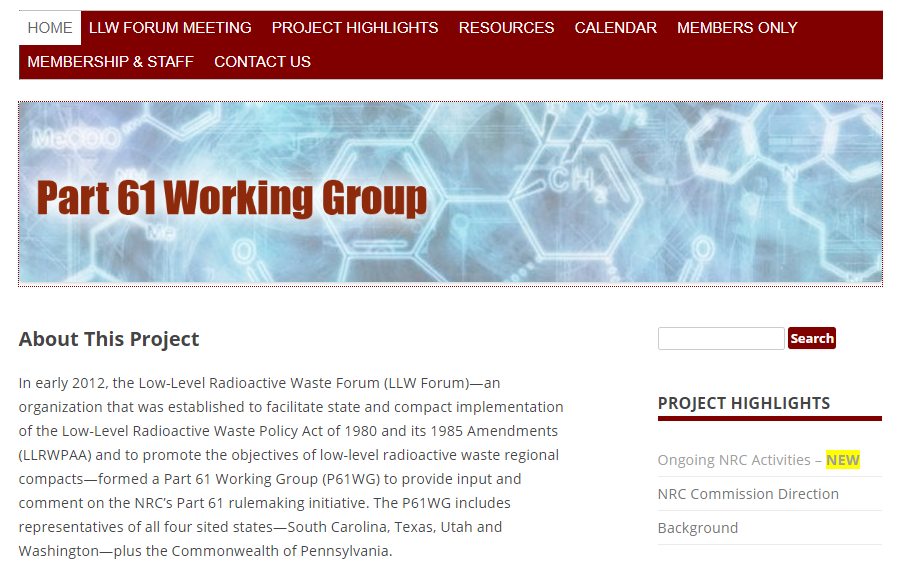 HOME LLW FORUM MEETING PROJECT HIGHLIGHTS RESOURCES CALENDAR MEMBERS ONLY
MEMBERSHIP & STAFF CONTACT US
MeOOO
CH3
N
Me
O
O
Part 61 Working Group
About This Project
In early 2012, the Low-Level Radioactive Waste Forum (LLW Forum)—an
organization that was established to facilitate state and compact implementation
of the Low-Level Radioactive Waste Policy Act of 1980 and its 1985 Amendments
(LLRWPAA) and to promote the objectives of low-level radioactive waste regional
compacts—formed a Part 61 Working Group (P61WG) to provide input and
comment on the NRC’s Part 61 rulemaking initiative. The P61WG includes
representatives of all four sited states—South Carolina, Texas, Utah and
Washington—plus the Commonwealth of Pennsylvania.
Search
PROJECT HIGHLIGHTS
Ongoing NRC Activities – NEW
NRC Commission Direction
Background